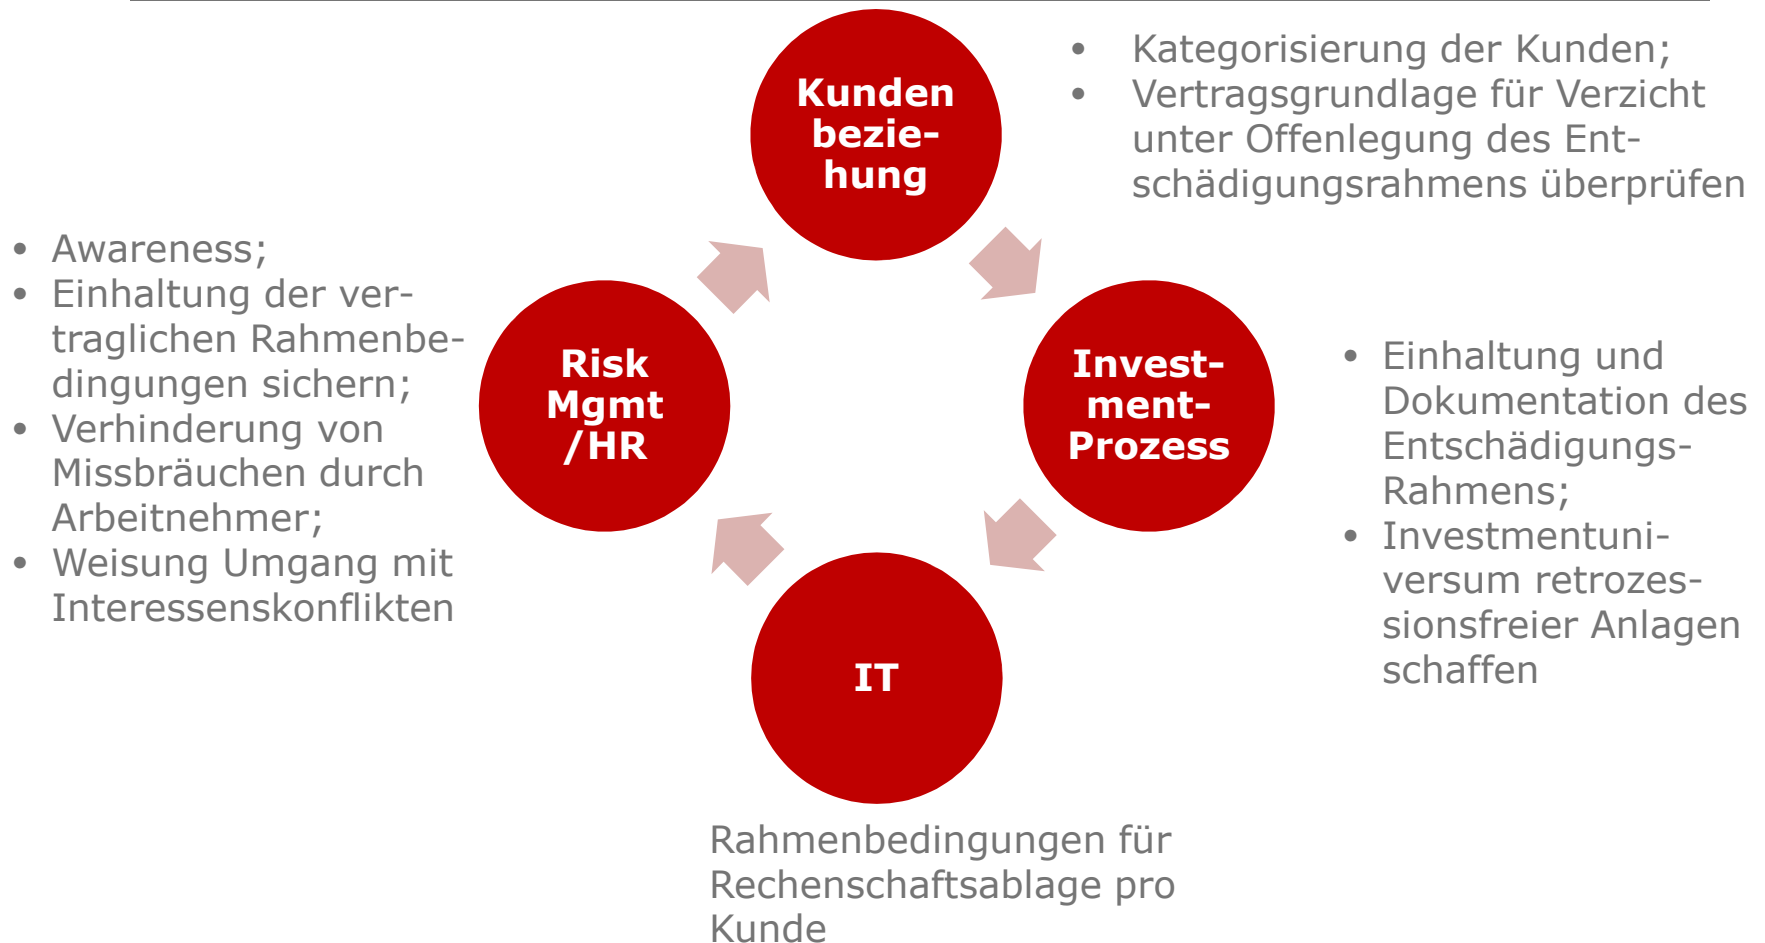 Kunden
bezie-
hung
• Kategorisierung der Kunden;
• Vertragsgrundlage für Verzicht
unter Offenlegung des Ent-
schädigungsrahmens überprüfen
Invest-
ment-
Prozess
• Einhaltung und
Dokumentation des
Entschädigungs-
Rahmens;
• Investmentuni-
versum retrozes-
sionsfreier Anlagen
schaffen
IT
Rahmenbedingungen für
Rechenschaftsablage pro
Kunde
Risk
Mgmt
/HR
• Awareness;
• Einhaltung der ver-
traglichen Rahmenbe-
dingungen sichern;
• Verhinderung von
Missbräuchen durch
Arbeitnehmer;
• Weisung Umgang mit
Interessenskonflikten